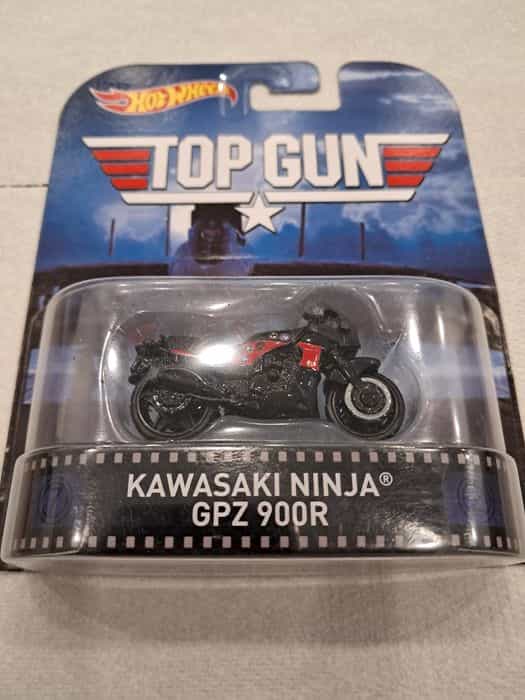 HOT WHEELS
TOP GUN
KAWASAKI NINJA®
GPZ 900R